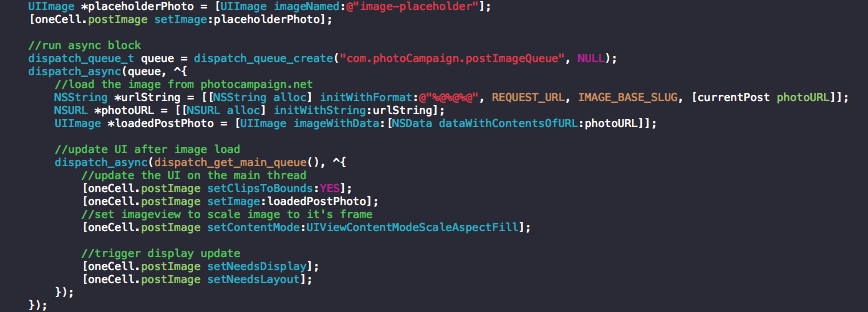 UIImage *placeholderPhoto = [UIImage imageNamed:@"image-placeholder"];
[oneCell.postImage setImage:placeholderPhoto];
//run async block
dispatch_queue_t queue = dispatch_queue_create("com.photoCampaign.postImageQueue", NULL);
dispatch_async(queue, ^{
//load the image from photocampaign.net
NSString *urlString = [[NSString alloc] initWithFormat:@"%@%@%@", REQUEST_URL, IMAGE_BASE_SLUG, [currentPost photoURL]];
NSURL *photoURL = [[NSURL alloc] initWithString:urlString];
UIImage *loadedPostPhoto = [UIImage imageWithData:[NSData dataWithContentsOfURL:photoURL]];
//update UI after image load
dispatch_async(dispatch_get_main_queue(), ^{
//update the UI on the main thread
[oneCell.postImage setClipsToBounds:YES];
[oneCell.postImage setImage:loadedPostPhoto];
//set imageview to scale image to it's frame
[oneCell.postImage setContentMode:UIViewContentModeScaleAspectFill];
//trigger display update
[oneCell.postImage setNeedsDisplay];
[oneCell.postImage setNeedsLayout];
});
});